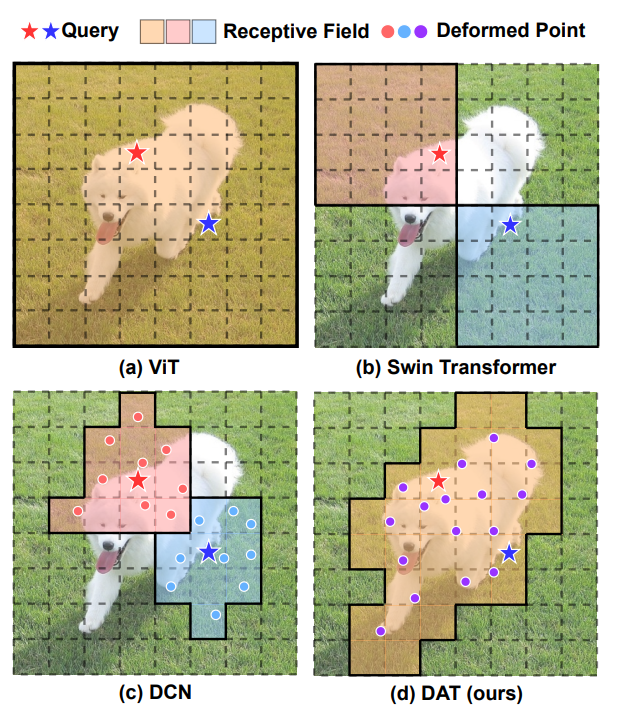 Query Receptive Field Deformed Point
(a) ViT
(b) Swin Transformer
(c) DCN
(d) DAT (ours)